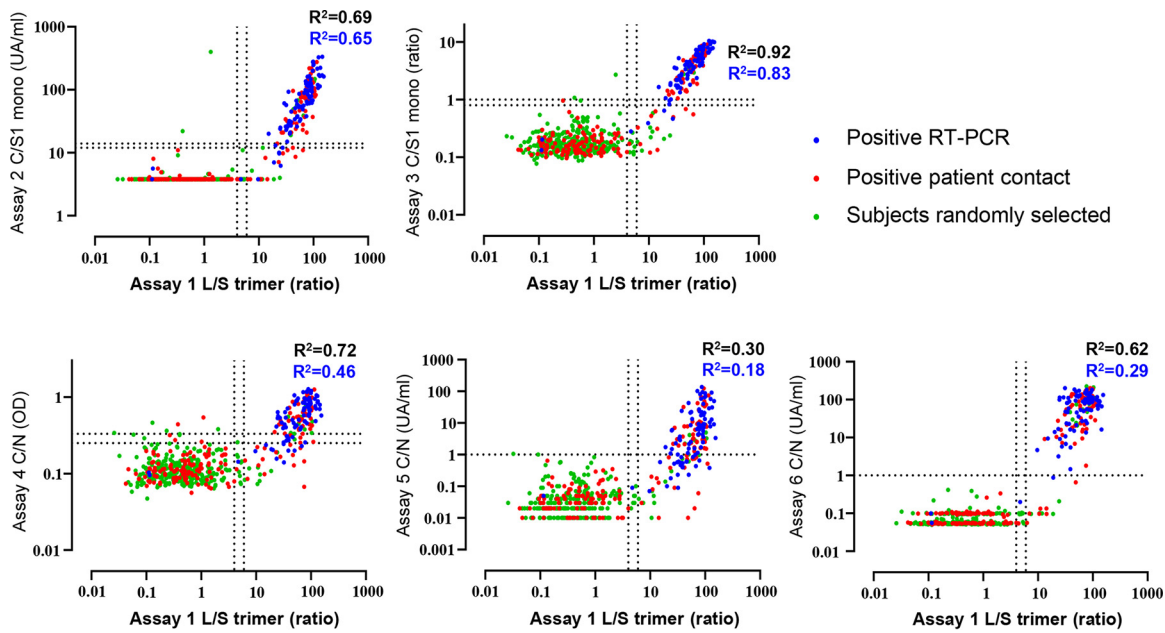 Assay 2 C/S1 mono (UA/ml)
1000
100
10
1
R²=0.69
R²=0.65
0.01 0.1 1 10 100 1000
Assay 1 L/S trimer (ratio)
Assay 3 C/S1 mono (ratio)
10
1
0.1
0.01
R²=0.92
R²=0.83
0.01 0.1 1 10 100 1000
Assay 1 L/S trimer (ratio)
Positive RT-PCR
Positive patient contact
Subjects randomly selected
Assay 4 C/N (OD)
1
0.1
0.01
R²=0.72
R²=0.46
0.01 0.1 1 10 100 1000
Assay 1 L/S trimer (ratio)
Assay 5 C/N (UA/ml)
1000
100
10
1
0.1
0.01
0.001
R²=0.30
R²=0.18
0.01 0.1 1 10 100 1000
Assay 1 L/S trimer (ratio)
Assay 6 C/N (UA/ml)
1000
100
10
1
0.1
0.01
R²=0.62
R²=0.29
0.01 0.1 1 10 100 1000
Assay 1 L/S trimer (ratio)